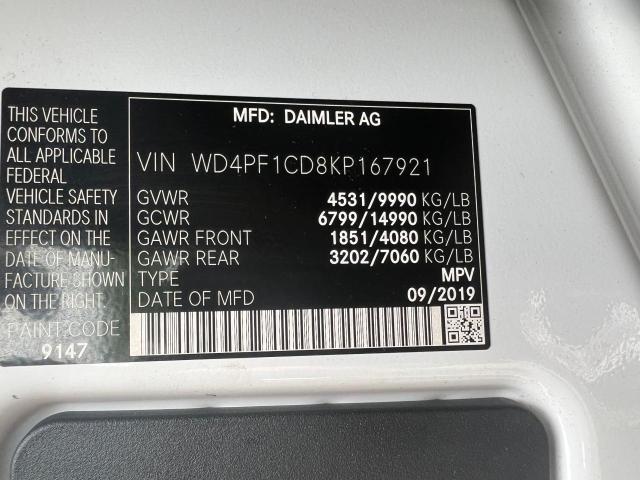 THIS VEHICLE
CONFORMS TO
ALL APPLICABLE
FEDERAL
VEHICLE SAFETY
STANDARDS IN
EFFECT ON THE
DATE OF MANU-
FACTURE SHOWN
ON THE RIGHT.
PAINT CODE
9147
MFD: DAIMLER AG
VIN WD4PF1CD8KP167921
GVWR 4531/9990 KG/LB
GCWR 6799/14990 KG/LB
GAWR FRONT 1851/4080 KG/LB
GAWR REAR 3202/7060 KG/LB
TYPE MPV
DATE OF MFD 09/2019